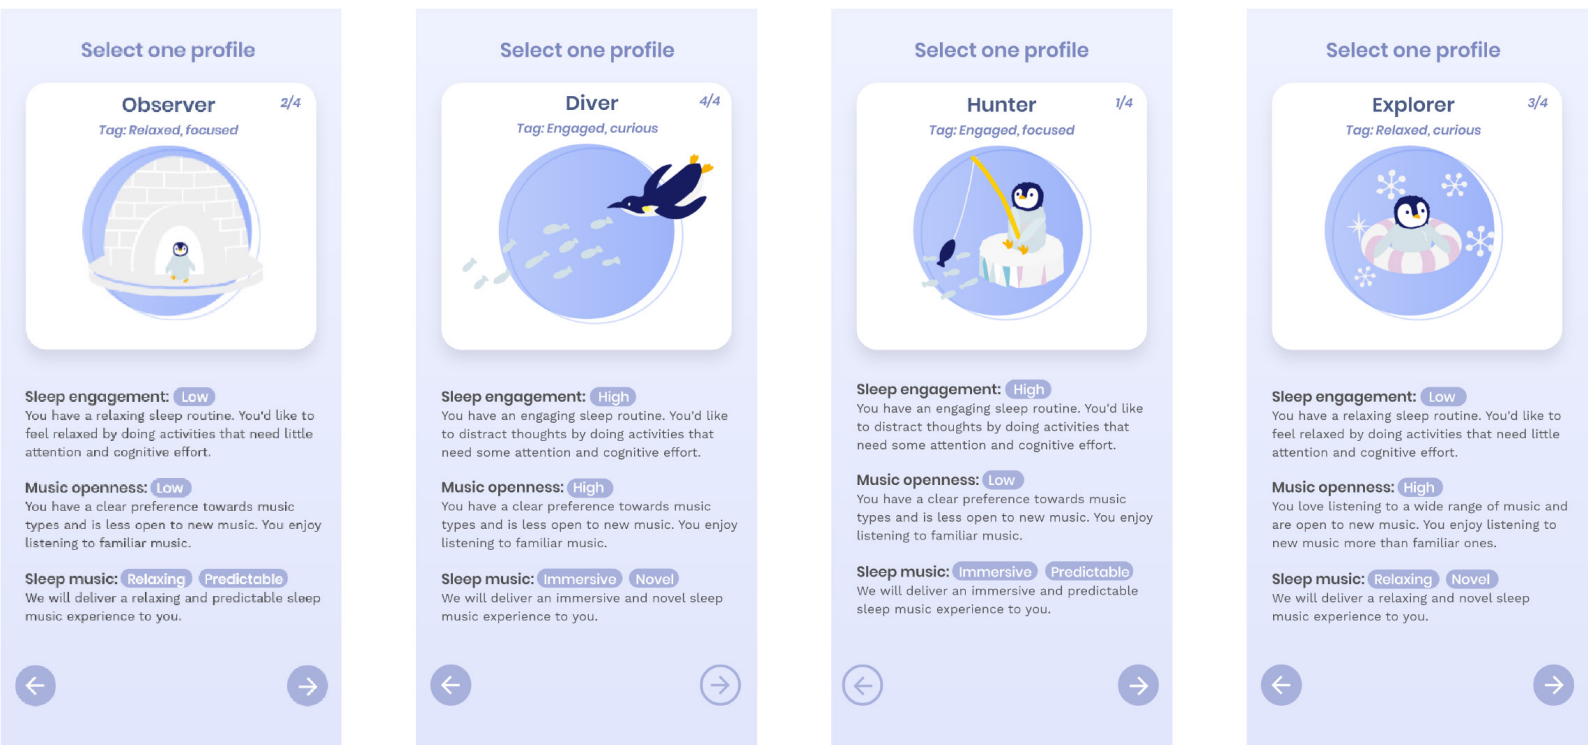 Select one profile
Observer
2/4
Tag: Relaxed, focused
Sleep engagement: Low
You have a relaxing sleep routine. You'd like to
feel relaxed by doing activities that need little
attention and cognitive effort.
Music openness: Low
You have a clear preference towards music
types and is less open to new music. You enjoy
listening to familiar music.
Sleep music: Relaxing Predictable
We will deliver a relaxing and predictable sleep
music experience to you.
Select one profile
Diver
4/4
Tag: Engaged, curious
Sleep engagement: High
You have an engaging sleep routine. You'd like
to distract thoughts by doing activities that
need some attention and cognitive effort.
Music openness: High
You have a clear preference towards music
types and is less open to new music. You enjoy
listening to familiar music.
Sleep music: Immersive Novel
We will deliver an immersive and novel sleep
music experience to you.
Select one profile
Hunter
1/4
Tag: Engaged, focused
Sleep engagement: High
You have an engaging sleep routine. You'd like
to distract thoughts by doing activities that
need some attention and cognitive effort.
Music openness: Low
You have a clear preference towards music
types and is less open to new music. You enjoy
listening to familiar music.
Sleep music: Immersive Predictable
We will deliver an immersive and predictable
sleep music experience to you.
Select one profile
Explorer
3/4
Tag: Relaxed, curious
Sleep engagement: Low
You have a relaxing sleep routine. You'd like to
feel relaxed by doing activities that need little
attention and cognitive effort.
Music openness: High
You love listening to a wide range of music and
are open to new music. You enjoy listening to
new music more than familiar ones.
Sleep music: Relaxing Novel
We will deliver a relaxing and novel sleep
music experience to you.